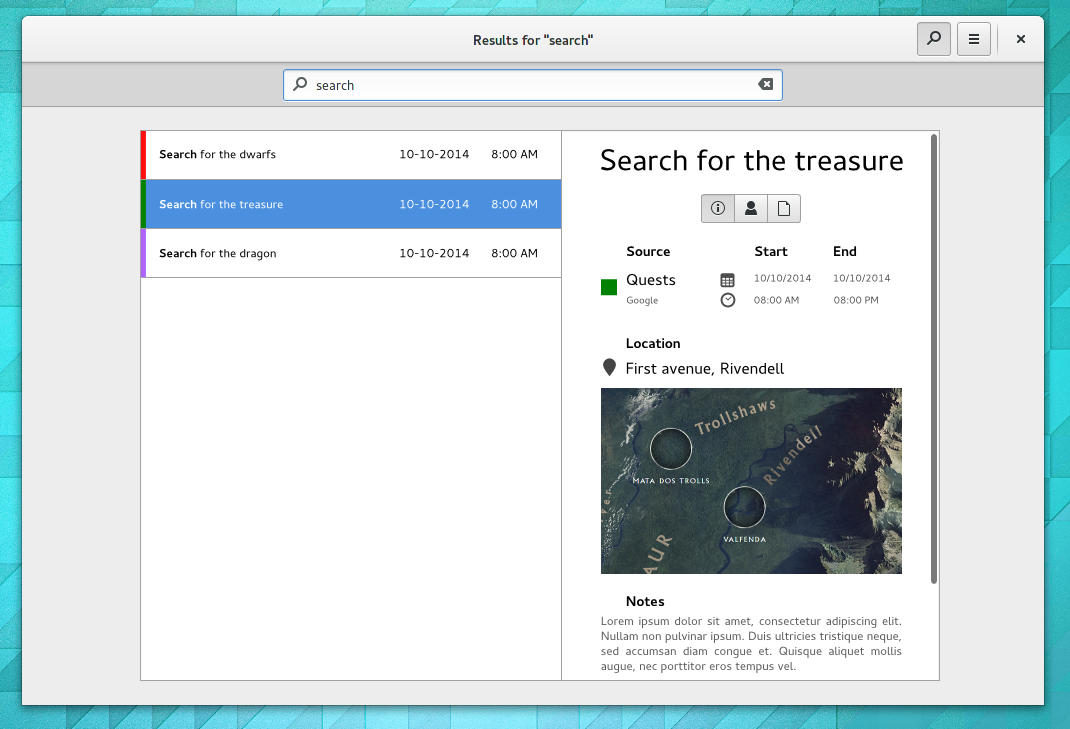 Results for "search"
search
Search for the dwarfs 10-10-2014 8:00 AM
Search for the treasure 10-10-2014 8:00 AM
Search for the dragon 10-10-2014 8:00 AM
Search for the treasure
Source Start End
Quests 10/10/2014 10/10/2014
Google 08:00 AM 08:00 PM
Location
First avenue, Rivendell
Trollshaws
Rivendell
MATA DOS TROLLS
VALFENDA
AUR
Notes
Lorem ipsum dolor sit amet, consectetur adipiscing elit.
Nullam non pulvinar ipsum. Duis ultricies tristique neque,
sed accumsan diam congue et. Quisque aliquet mollis
augue, nec porttitor eros tempus vel.